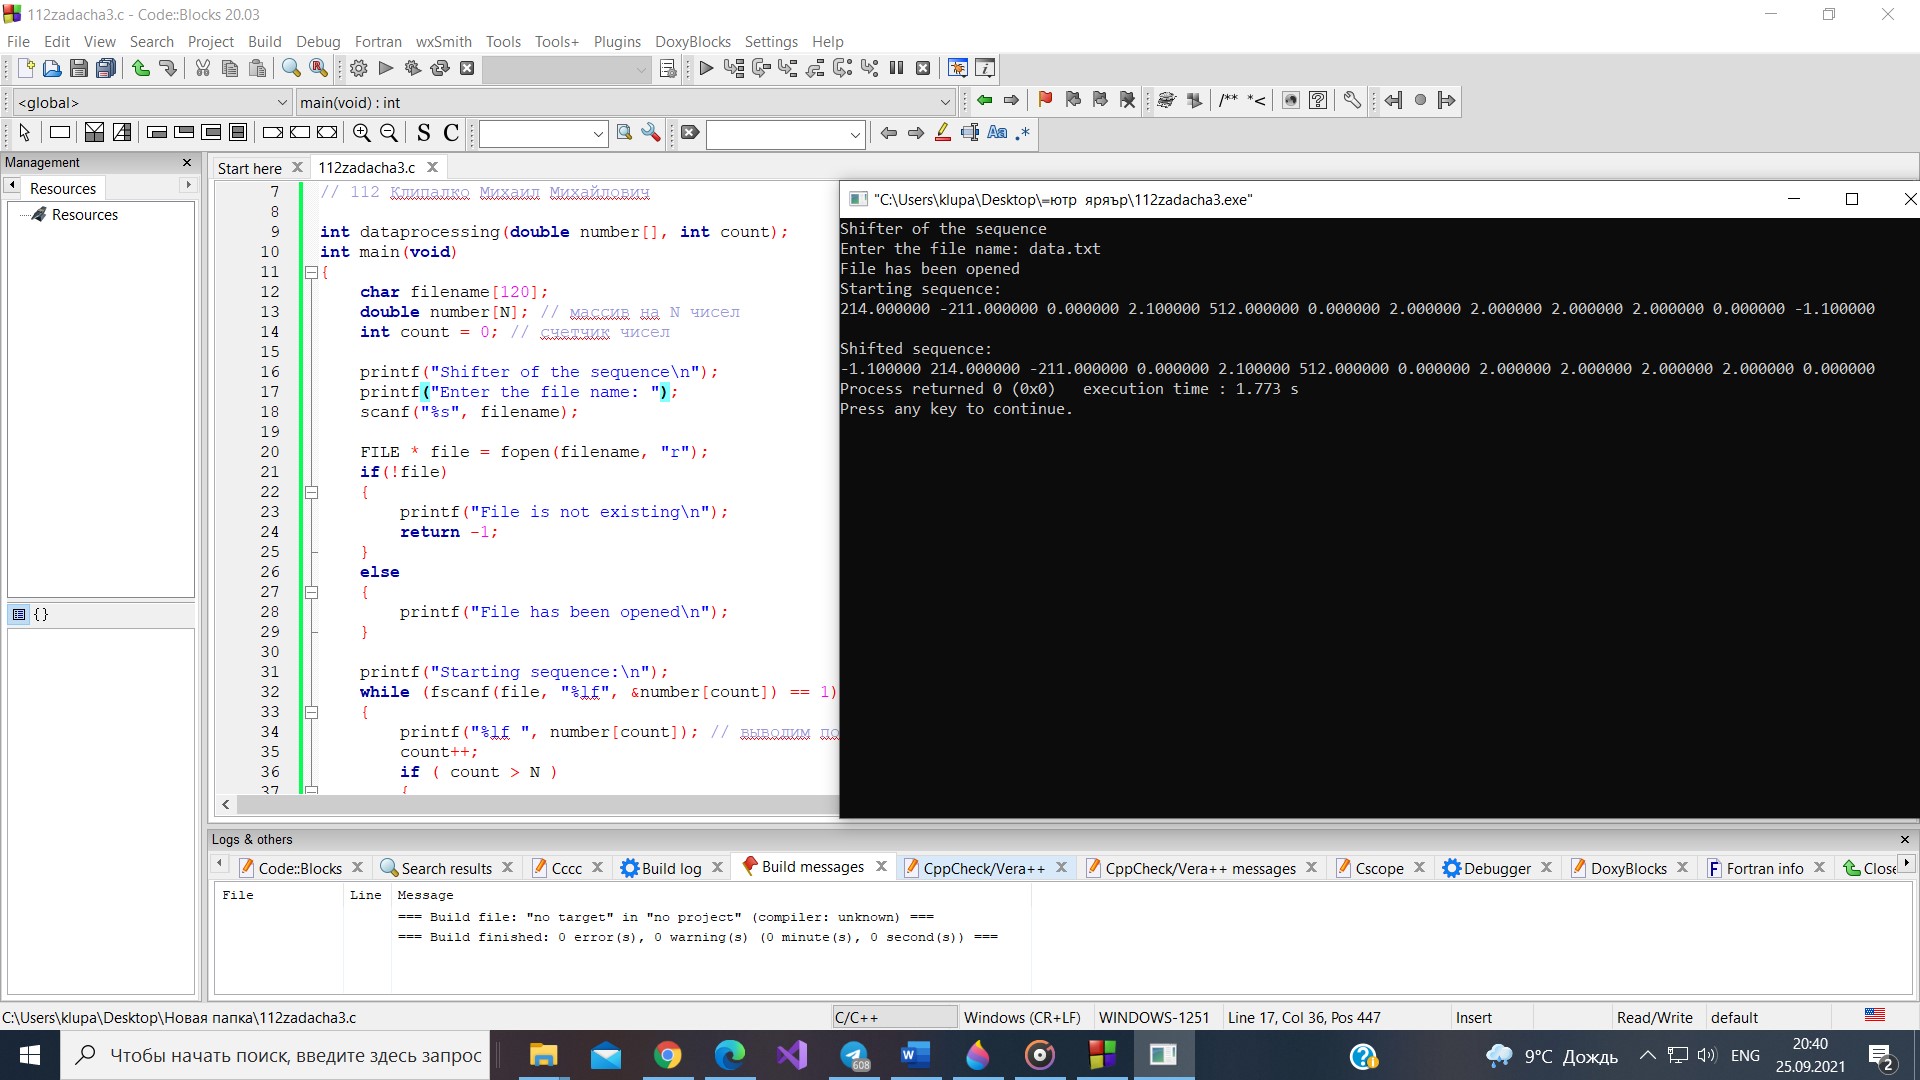 112zadacha3.c - Code::Blocks 20.03
File Edit View Search Project Build Debug Fortran wxSmith Tools Tools+ Plugins DoxyBlocks Settings Help
<global> main(void) : int
/** *<
S C
Aa .*
Management
Resources
Resources
{}
Start here 112zadacha3.c
7 // 112 Клипалко Михаил Михайлович
8
9 int dataprocessing(double number[], int count);
10 int main(void)
11 {
12 char filename[120];
13 double number[N]; // массив на N чисел
14 int count = 0; // счетчик чисел
15
16 printf("Shifter of the sequence\n");
17 printf("Enter the file name: ");
18 scanf("%s", filename);
19
20 FILE * file = fopen(filename, "r");
21 if(!file)
22 {
23 printf("File is not existing\n");
24 return -1;
25 }
26 else
27 {
28 printf("File has been opened\n");
29 }
30
31 printf("Starting sequence:\n");
32 while (fscanf(file, "%lf", &number[count]) == 1)
33 {
34 printf("%lf ", number[count]); // выводим по
35 count++;
36 if ( count > N )
37 {
"C:\Users\klupa\Desktop\=ютр яряър\112zadacha3.exe"
Shifter of the sequence
Enter the file name: data.txt
File has been opened
Starting sequence:
214.000000 -211.000000 0.000000 2.100000 512.000000 0.000000 2.000000 2.000000 2.000000 2.000000 0.000000 -1.100000
Shifted sequence:
-1.100000 214.000000 -211.000000 0.000000 2.100000 512.000000 0.000000 2.000000 2.000000 2.000000 2.000000 0.000000
Process returned 0 (0x0) execution time : 1.773 s
Press any key to continue.
Logs & others
Code::Blocks Search results Cccc Build log Build messages CppCheck/Vera++ CppCheck/Vera++ messages Cscope Debugger DoxyBlocks Fortran info Close
File Line Message
=== Build file: "no target" in "no project" (compiler: unknown) ===
=== Build finished: 0 error(s), 0 warning(s) (0 minute(s), 0 second(s)) ===
C:\Users\klupa\Desktop\Новая папка\112zadacha3.c C/C++ Windows (CR+LF) WINDOWS-1251 Line 17, Col 36, Pos 447 Insert Read/Write default
Чтобы начать поиск, введите здесь запрос
608
9°C Дождь ENG
20:40
25.09.2021
2